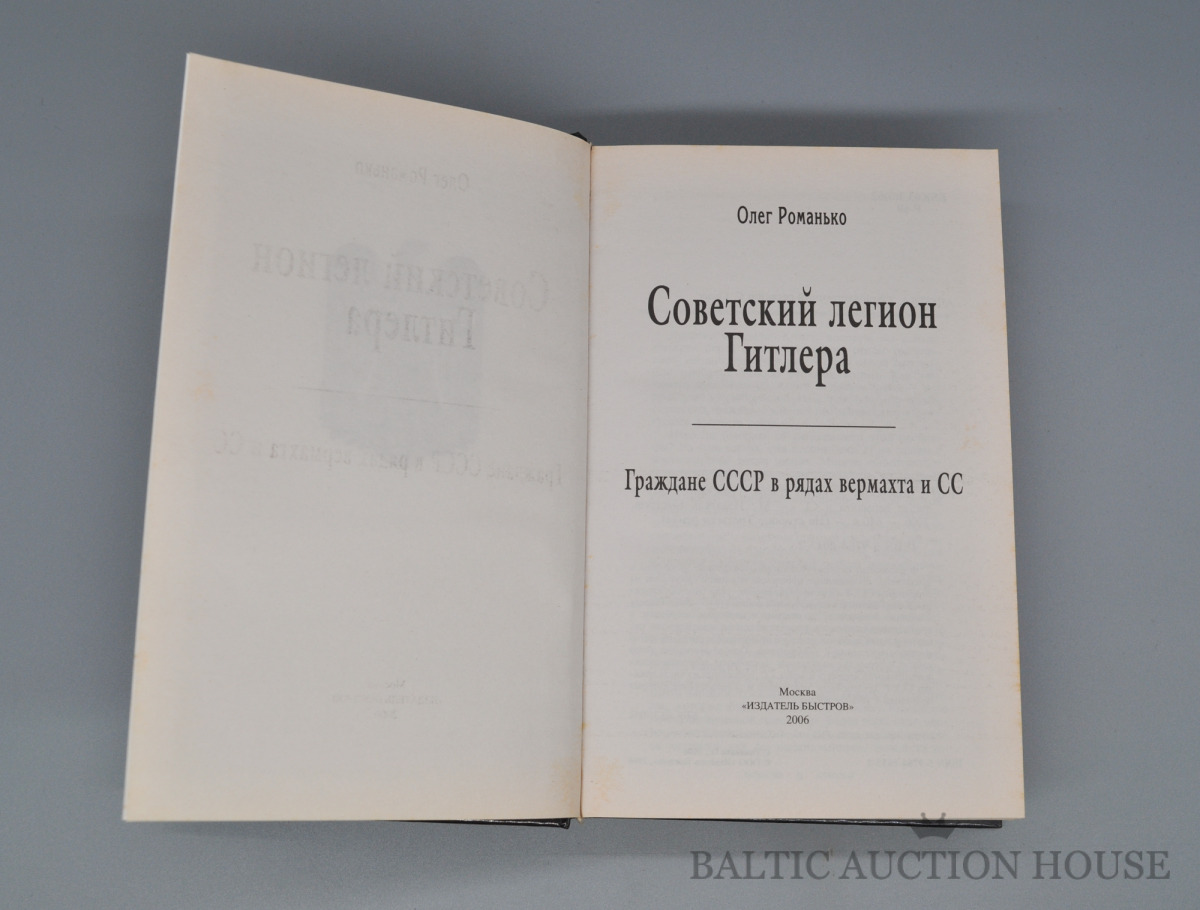 Олег Романько
Советский легион
Гитлера
Граждане СССР в рядах вермахта и СС
Москва
«ИЗДАТЕЛЬ БЫСТРОВ»
2006
BALTIC AUCTION HOUSE